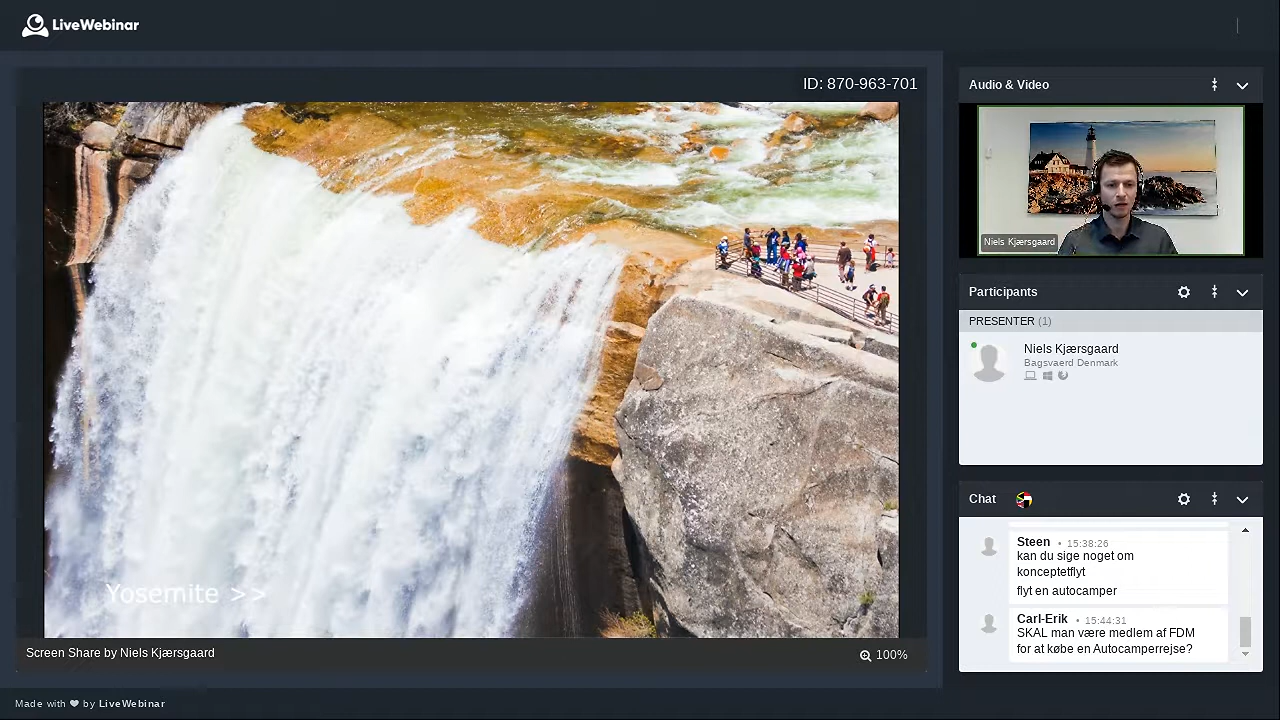 LiveWebinar
ID: 870-963-701
Yosemite >>
Screen Share by Niels Kjærsgaard
100%
Audio & Video
Niels Kjærsgaard
Participants
PRESENTER (1)
Niels Kjærsgaard
Bagsvaerd Denmark
Chat
Steen • 15:38:26
kan du sige noget om
konceptetflyt
flyt en autocamper
Carl-Erik • 15:44:31
SKAL man være medlem af FDM
for at købe en Autocamperrejse?
Made with ❤ by LiveWebinar